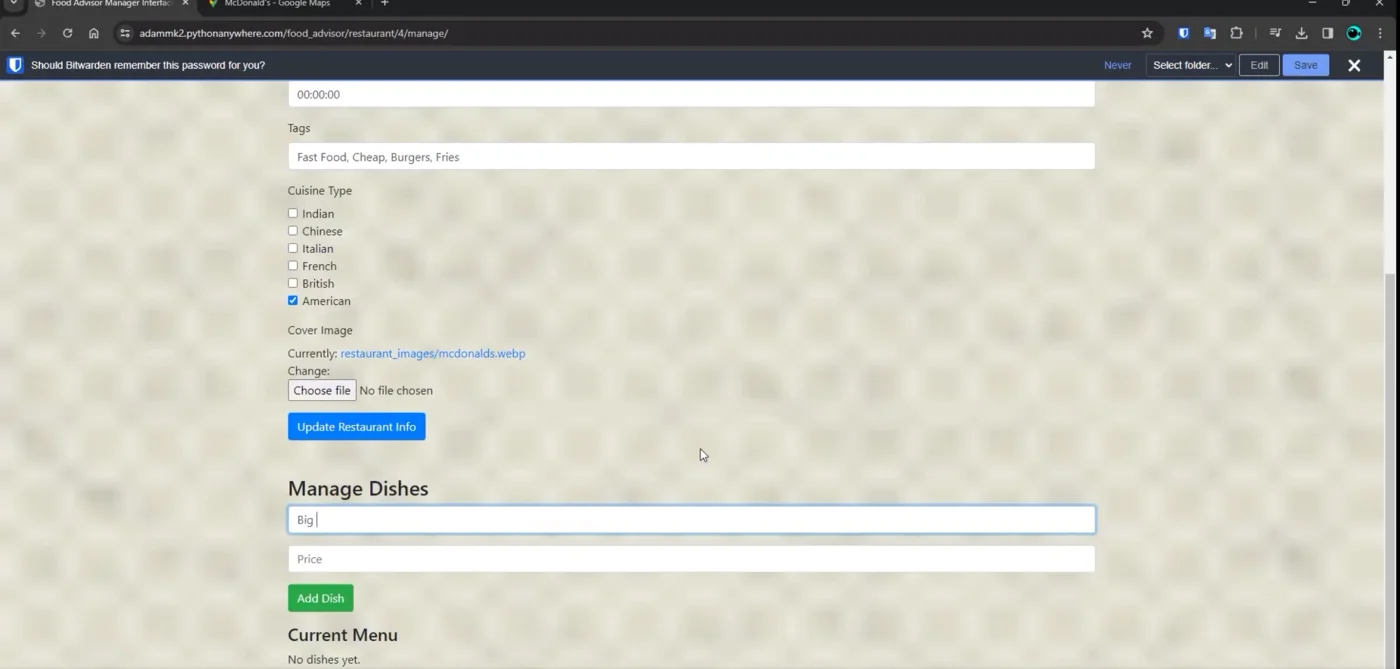 Food Advisor Manager Interfac
McDonald's - Google Maps
adammk2.pythonanywhere.com/food_advisor/restaurant/4/manage/
Should Bitwarden remember this password for you?
Never
Select folder...
Edit
Save
00:00:00
Tags
Fast Food, Cheap, Burgers, Fries
Cuisine Type
Indian
Chinese
Italian
French
British
American
Cover Image
Currently: restaurant_images/mcdonalds.webp
Change:
Choose file No file chosen
Update Restaurant Info
Manage Dishes
Big
Price
Add Dish
Current Menu
No dishes yet.